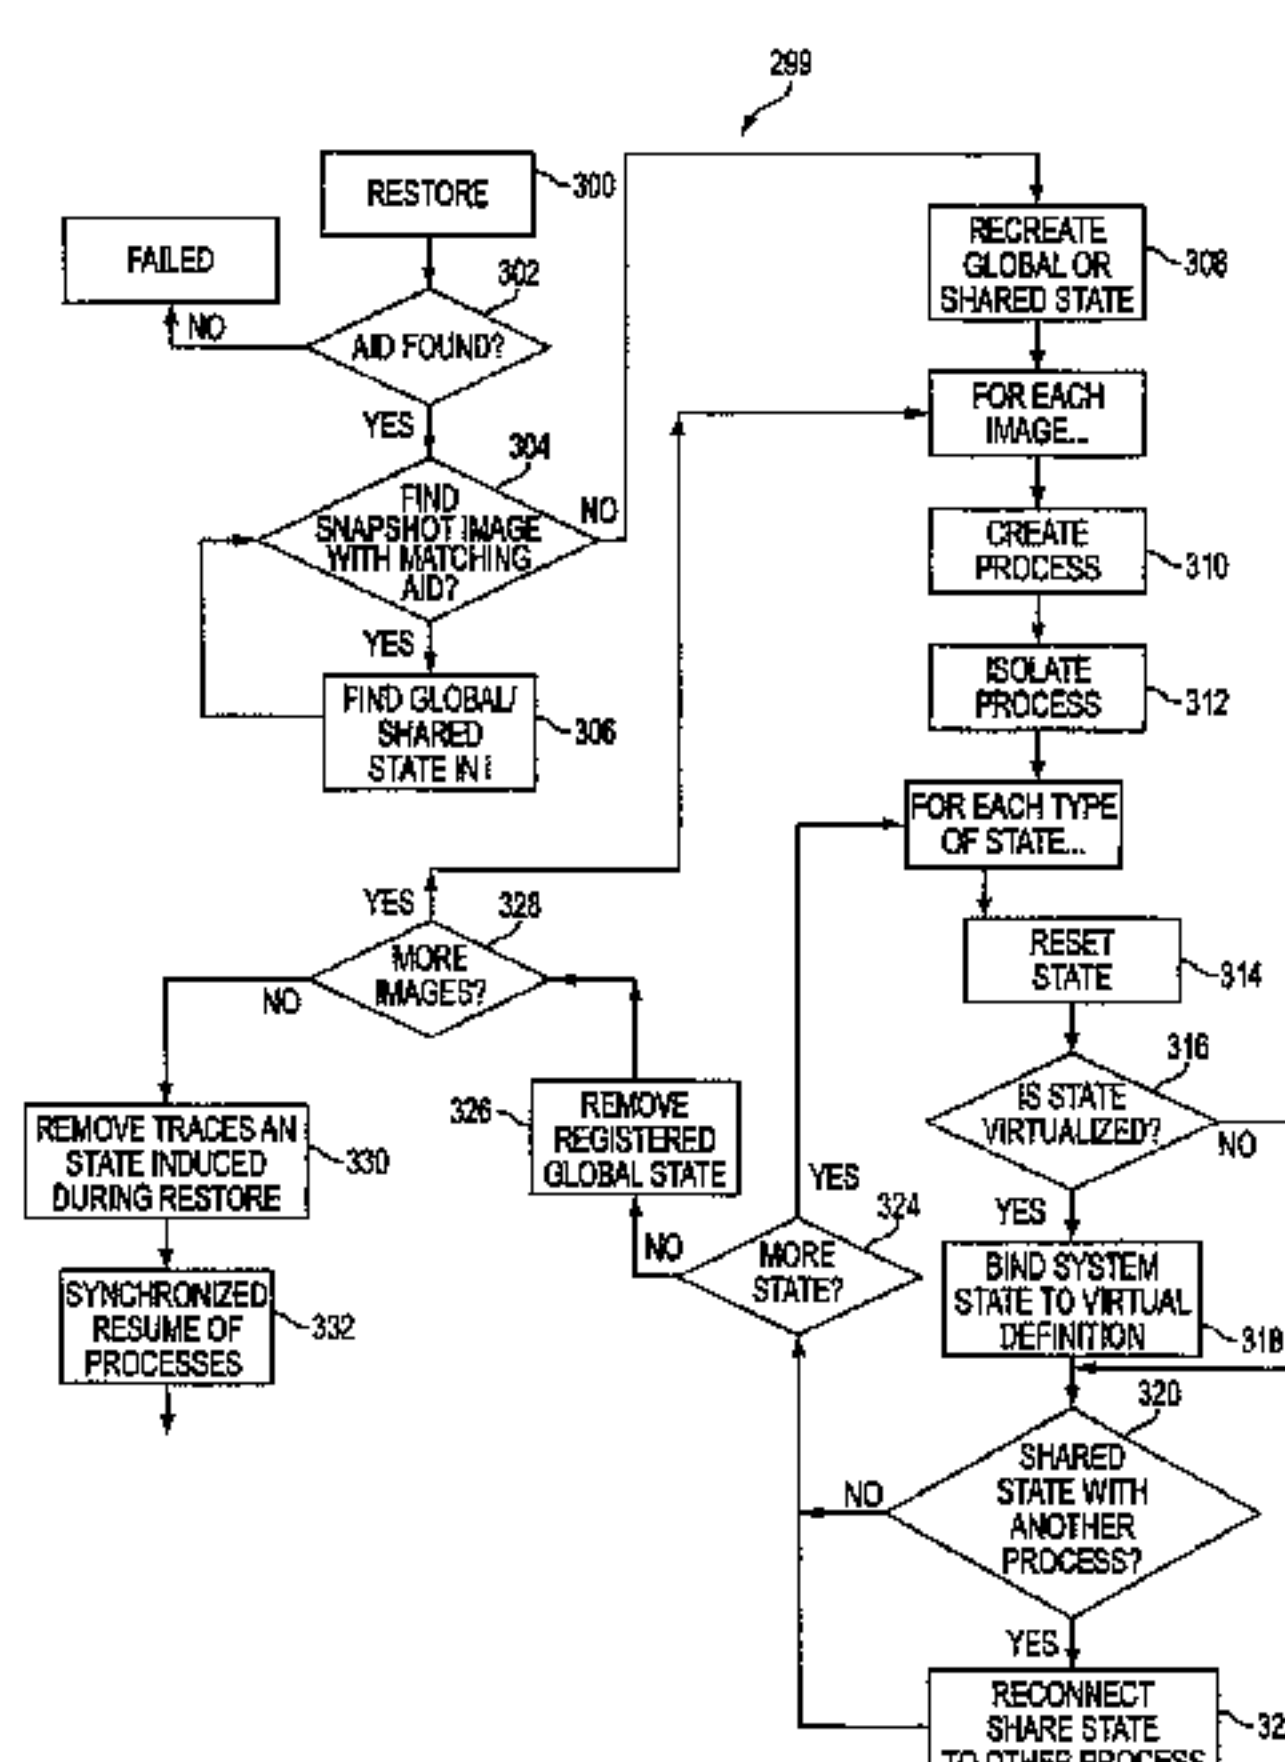 299
RESTORE
300
FAILED
302
AID FOUND?
NO
YES
304
FIND
SNAPSHOT IMAGE
WITH MATCHING
AID?
NO
YES
FIND GLOBAL/
SHARED
STATE IN I
306
RECREATE
GLOBAL OR
SHARED STATE
308
FOR EACH
IMAGE...
CREATE
PROCESS
310
ISOLATE
PROCESS
312
FOR EACH TYPE
OF STATE...
RESET
STATE
314
316
IS STATE
VIRTUALIZED?
NO
YES
BIND SYSTEM
STATE TO VIRTUAL
DEFINITION
318
320
SHARED
STATE WITH
ANOTHER
PROCESS?
NO
YES
RECONNECT
SHARE STATE
TO OTHER PROCESS
324
MORE
STATE?
YES
NO
326
REMOVE
REGISTERED
GLOBAL STATE
328
MORE
IMAGES?
YES
NO
REMOVE TRACES AN
STATE INDUCED
DURING RESTORE
330
SYNCHRONIZED
RESUME OF
PROCESSES
332